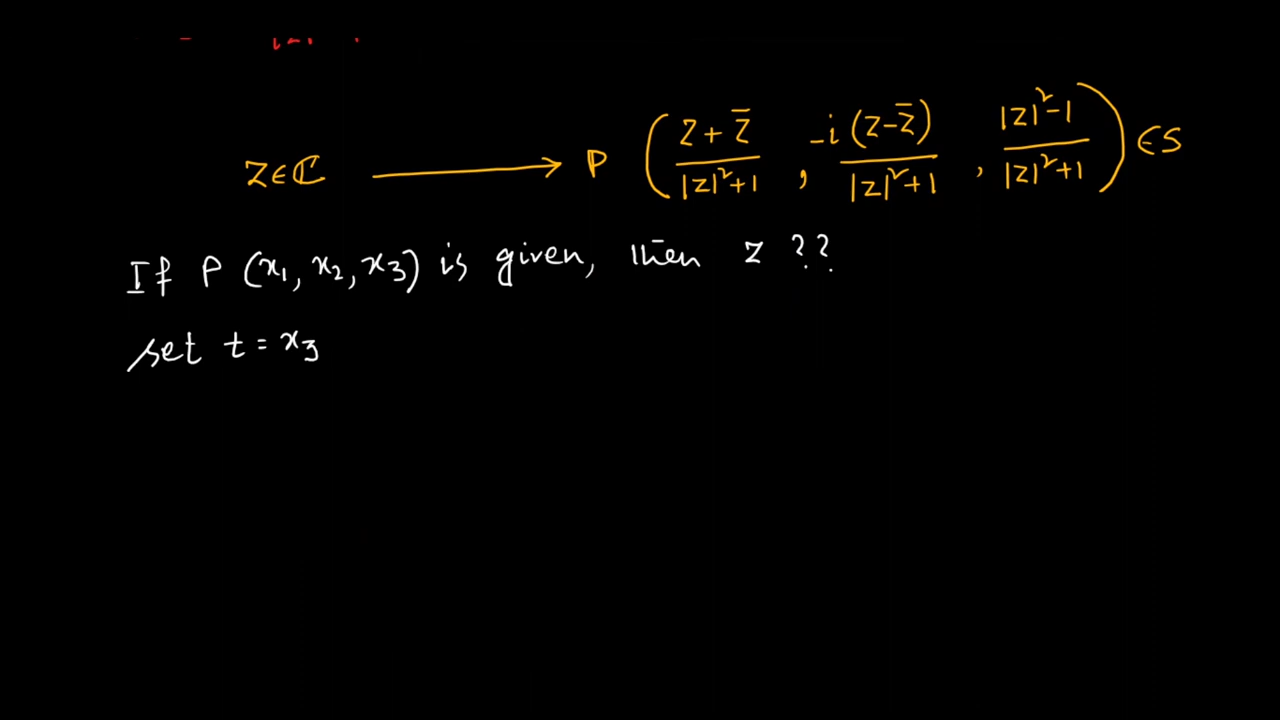 z∈ℂ ⟶ P ( (z+z̄)/(|z|²+1) , -i(z-z̄)/(|z|²+1) , (|z|²-1)/(|z|²+1) ) ∈S
If P (x₁, x₂, x₃) is given, then z ??
set t = x₃